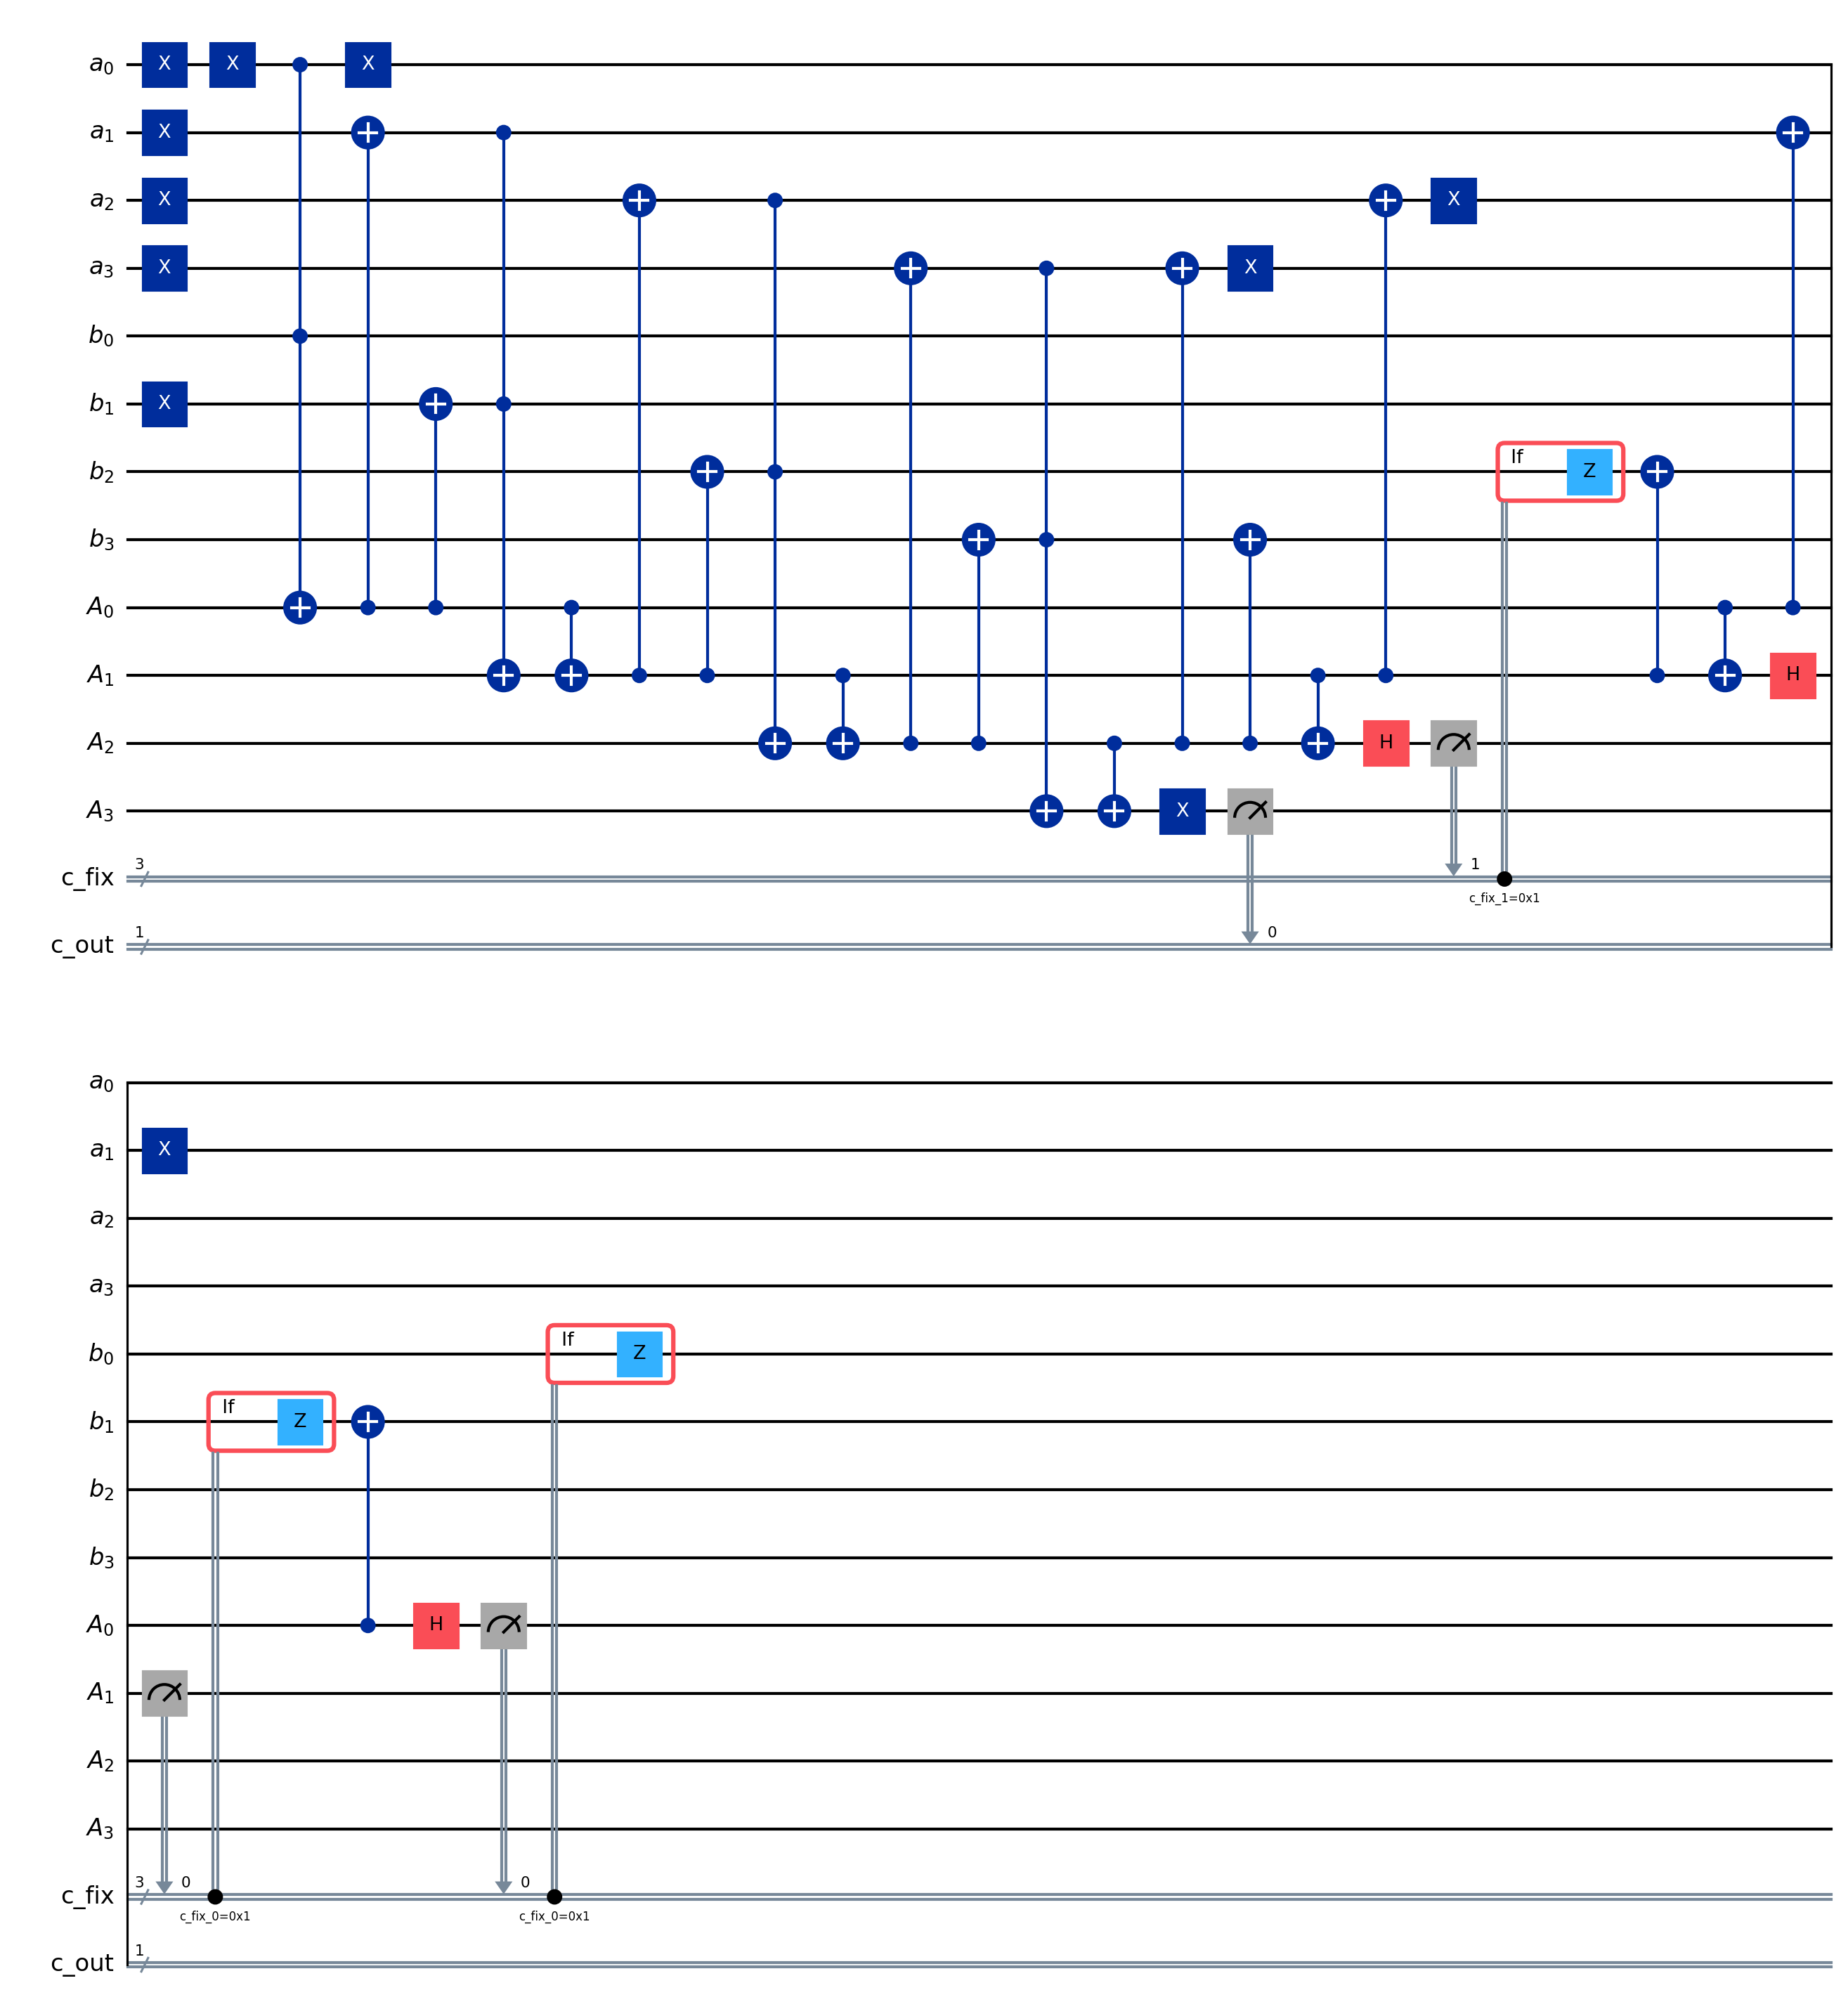 a₀ X X X
a₁ X
a₂ X X
a₃ X X
b₀
b₁ X
b₂ If Z
b₃
A₀
A₁ H
A₂ H
A₃ X
c_fix 3 1 c_fix_1=0x1
c_out 1 0
a₀
a₁ X
a₂
a₃
b₀ If Z
b₁ If Z
b₂
b₃
A₀ H
A₁
A₂
A₃
c_fix 3 0 c_fix_0=0x1 0 c_fix_0=0x1
c_out 1